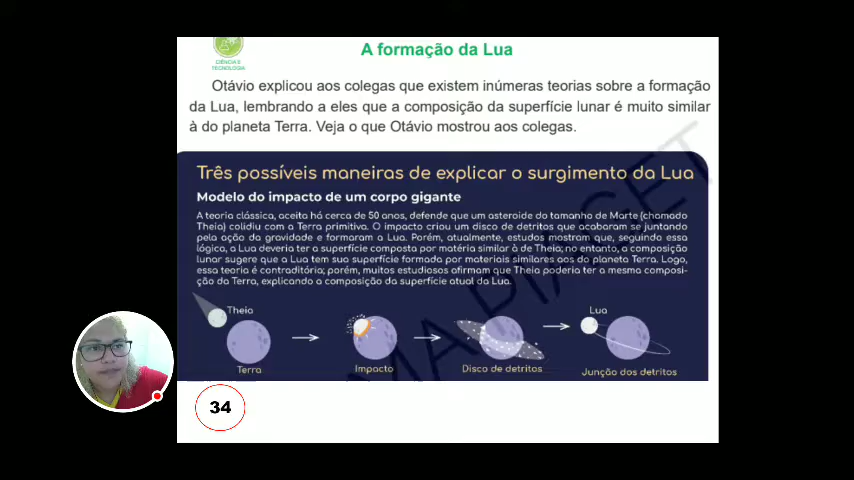 CIÊNCIA E
TECNOLOGIA
A formação da Lua
Otávio explicou aos colegas que existem inúmeras teorias sobre a formação
da Lua, lembrando a eles que a composição da superfície lunar é muito similar
à do planeta Terra. Veja o que Otávio mostrou aos colegas.
Três possíveis maneiras de explicar o surgimento da Lua
Modelo do impacto de um corpo gigante
A teoria clássica, aceita há cerca de 50 anos, defende que um asteroide do tamanho de Marte (chamado
Theia) colidiu com a Terra primitiva. O impacto criou um disco de detritos que acabaram se juntando
pela ação da gravidade e formaram a Lua. Porém, atualmente, estudos mostram que, seguindo essa
lógica, a Lua deveria ter a superfície composta por matéria similar à de Theia; no entanto, a composição
lunar sugere que a Lua tem sua superfície formada por materiais similares aos do planeta Terra. Logo,
essa teoria é contraditória; porém, muitos estudiosos afirmam que Theia poderia ter a mesma composi-
ção da Terra, explicando a composição da superfície atual da Lua.
Theia
Lua
Terra
Impacto
Disco de detritos
Junção dos detritos
34